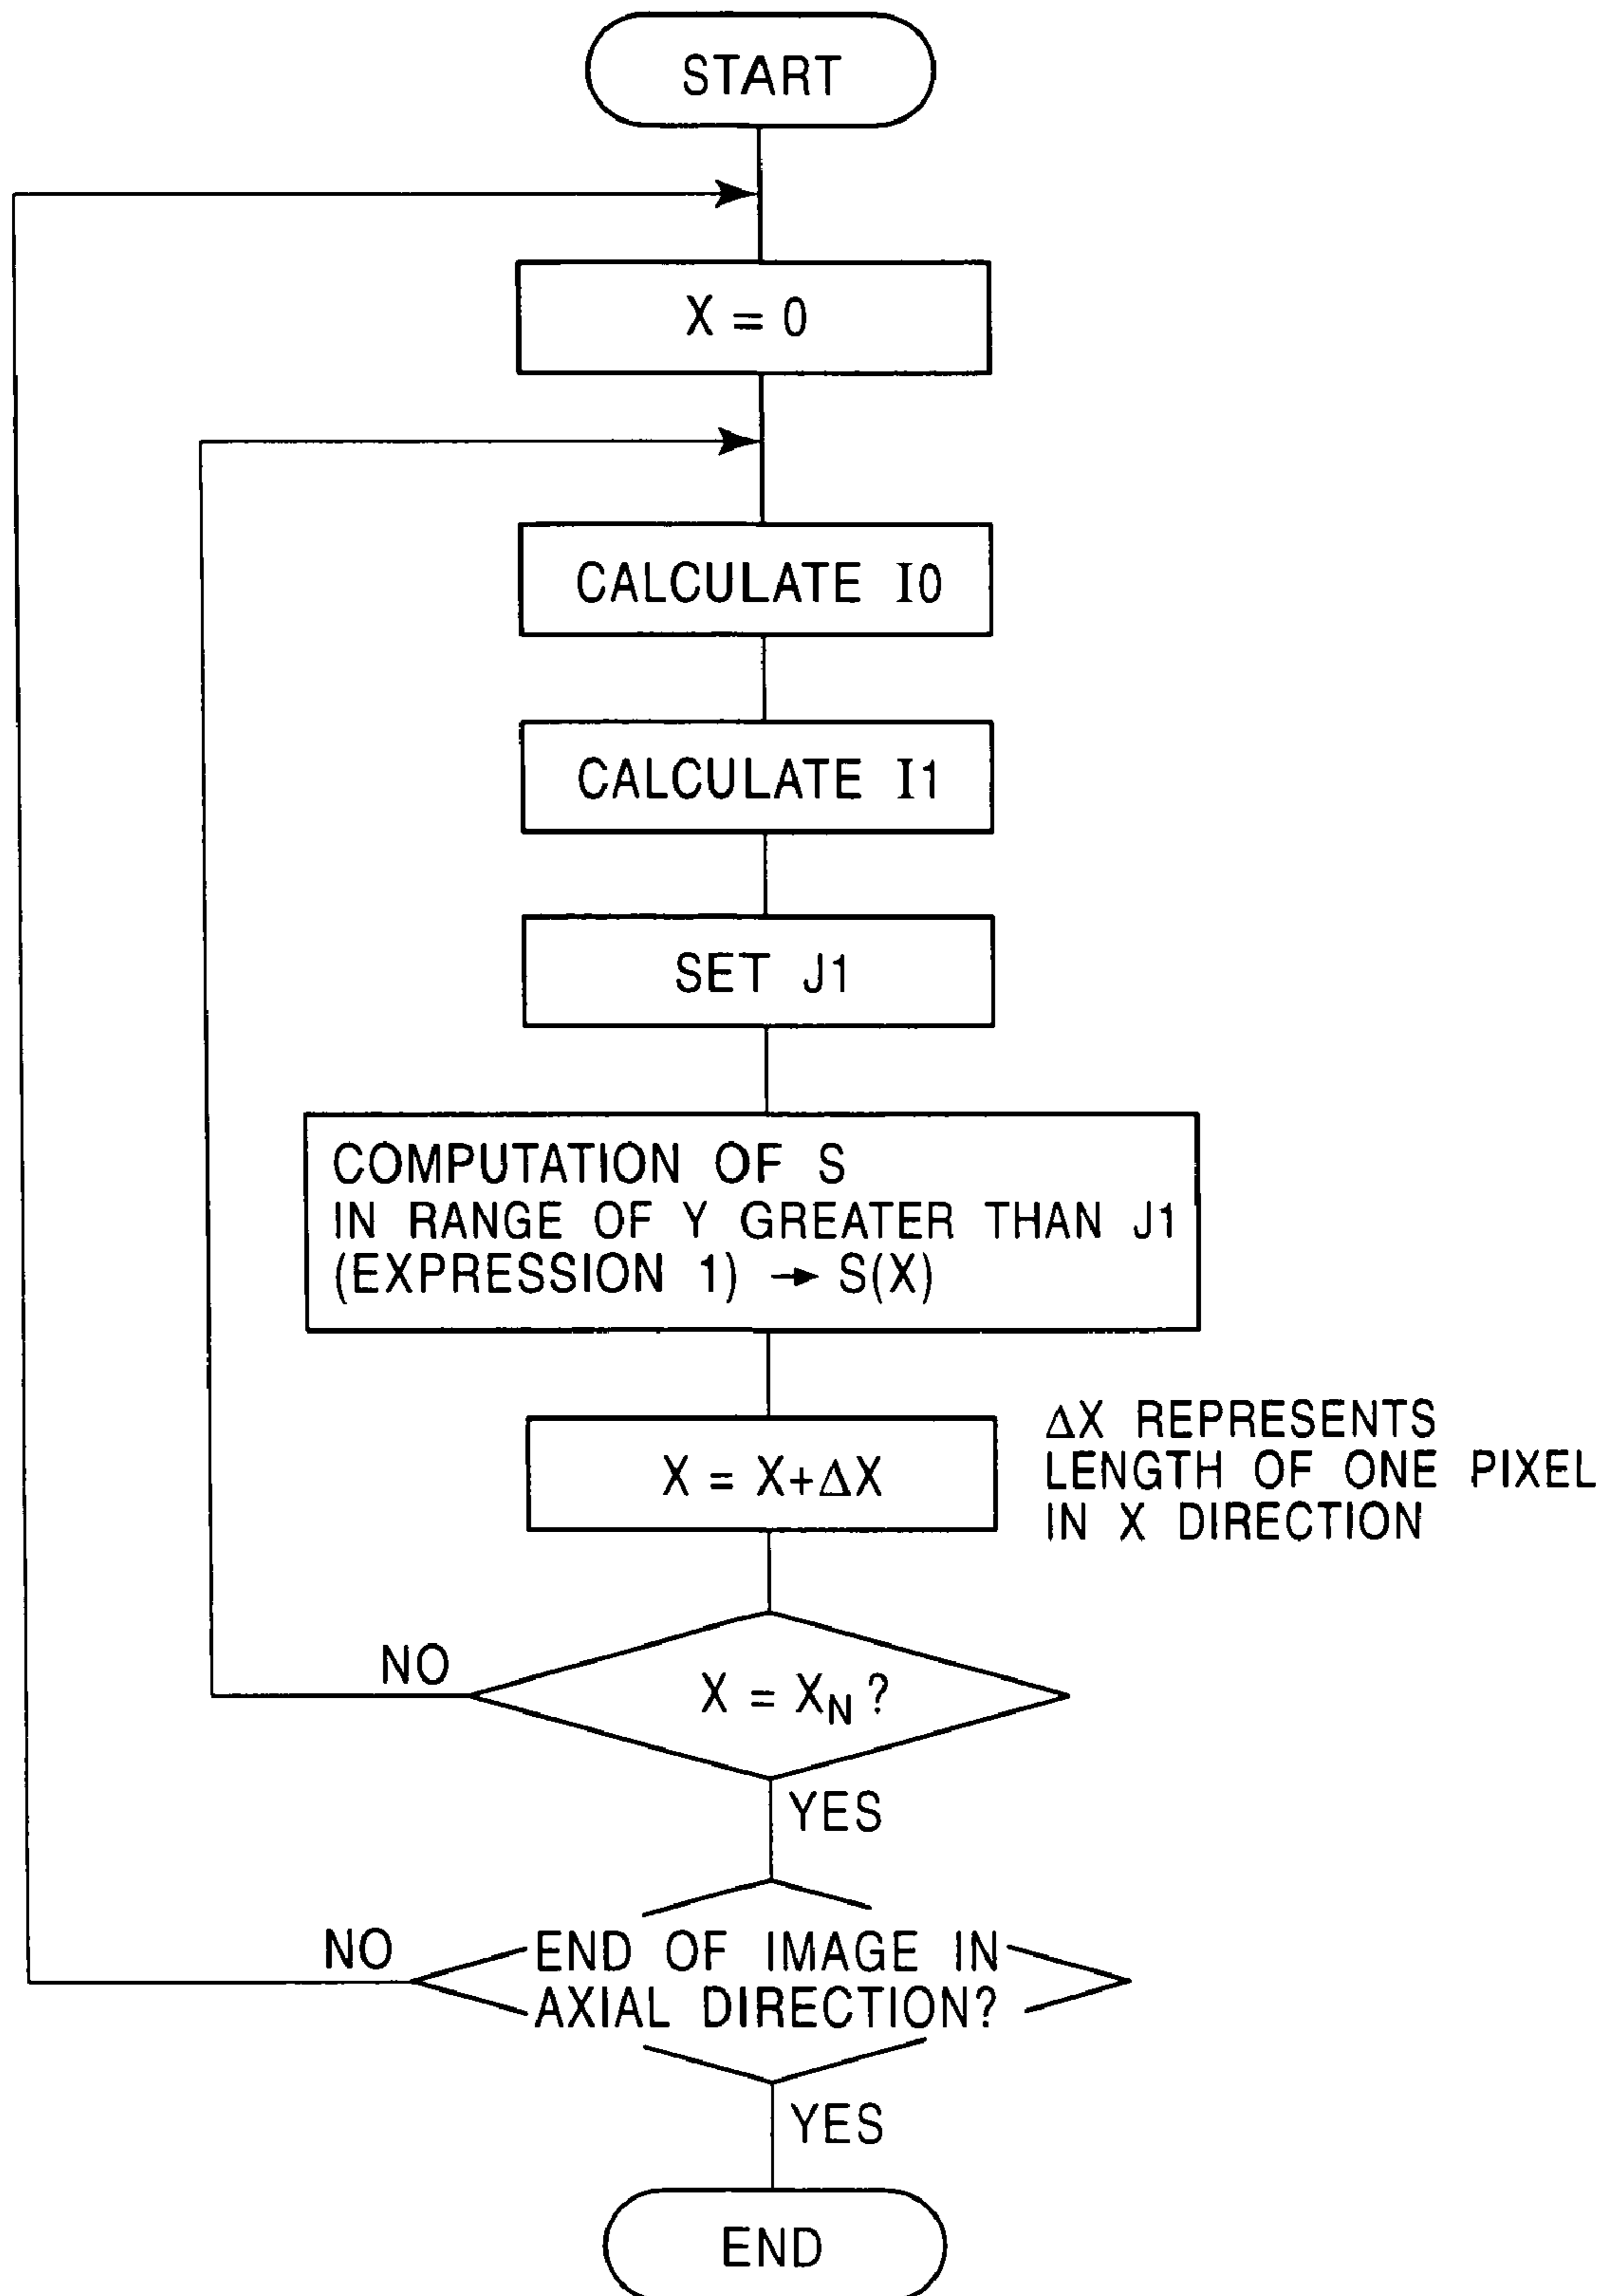 START
X = 0
CALCULATE I0
CALCULATE I1
SET J1
COMPUTATION OF S
IN RANGE OF Y GREATER THAN J1
(EXPRESSION 1) → S(X)
X = X+ΔX
ΔX REPRESENTS
LENGTH OF ONE PIXEL
IN X DIRECTION
NO
X = X_N ?
YES
NO
END OF IMAGE IN
AXIAL DIRECTION?
YES
END